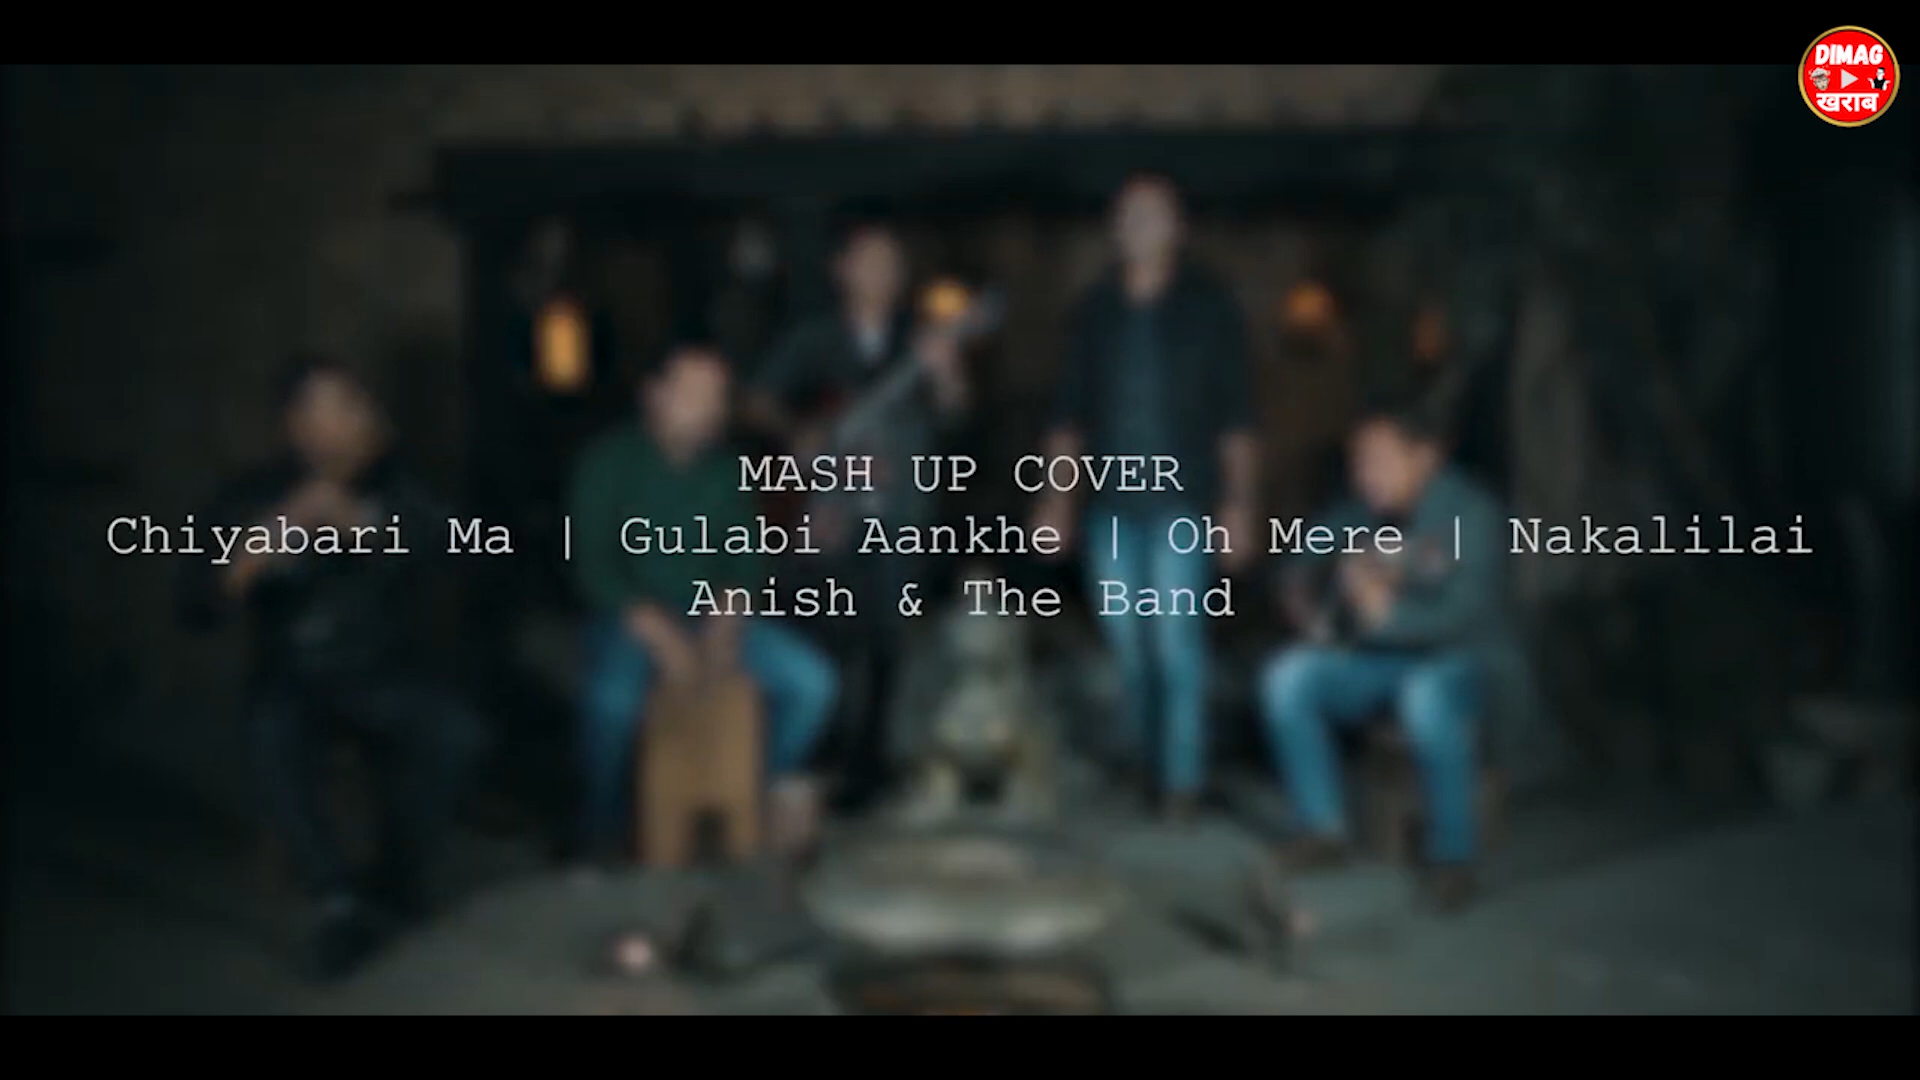 DIMAG
खराब
MASH UP COVER
Chiyabari Ma | Gulabi Aankhe | Oh Mere | Nakalilai
Anish & The Band